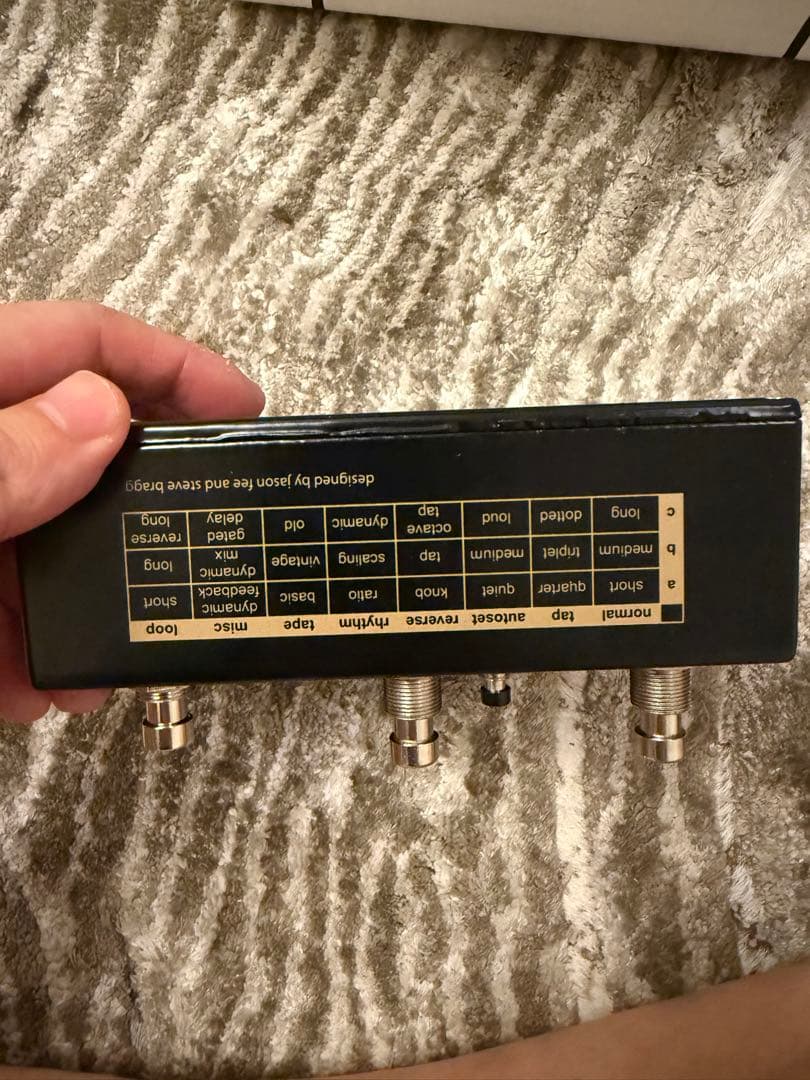 normal tap autoset reverse rhythm tape misc loop
a short quarter quiet knob ratio basic dynamic feedback short
b medium triplet medium tap scaling vintage dynamic mix long
c long dotted loud octave tap dynamic old gated delay reverse long
designed by jason fee and steve bragg